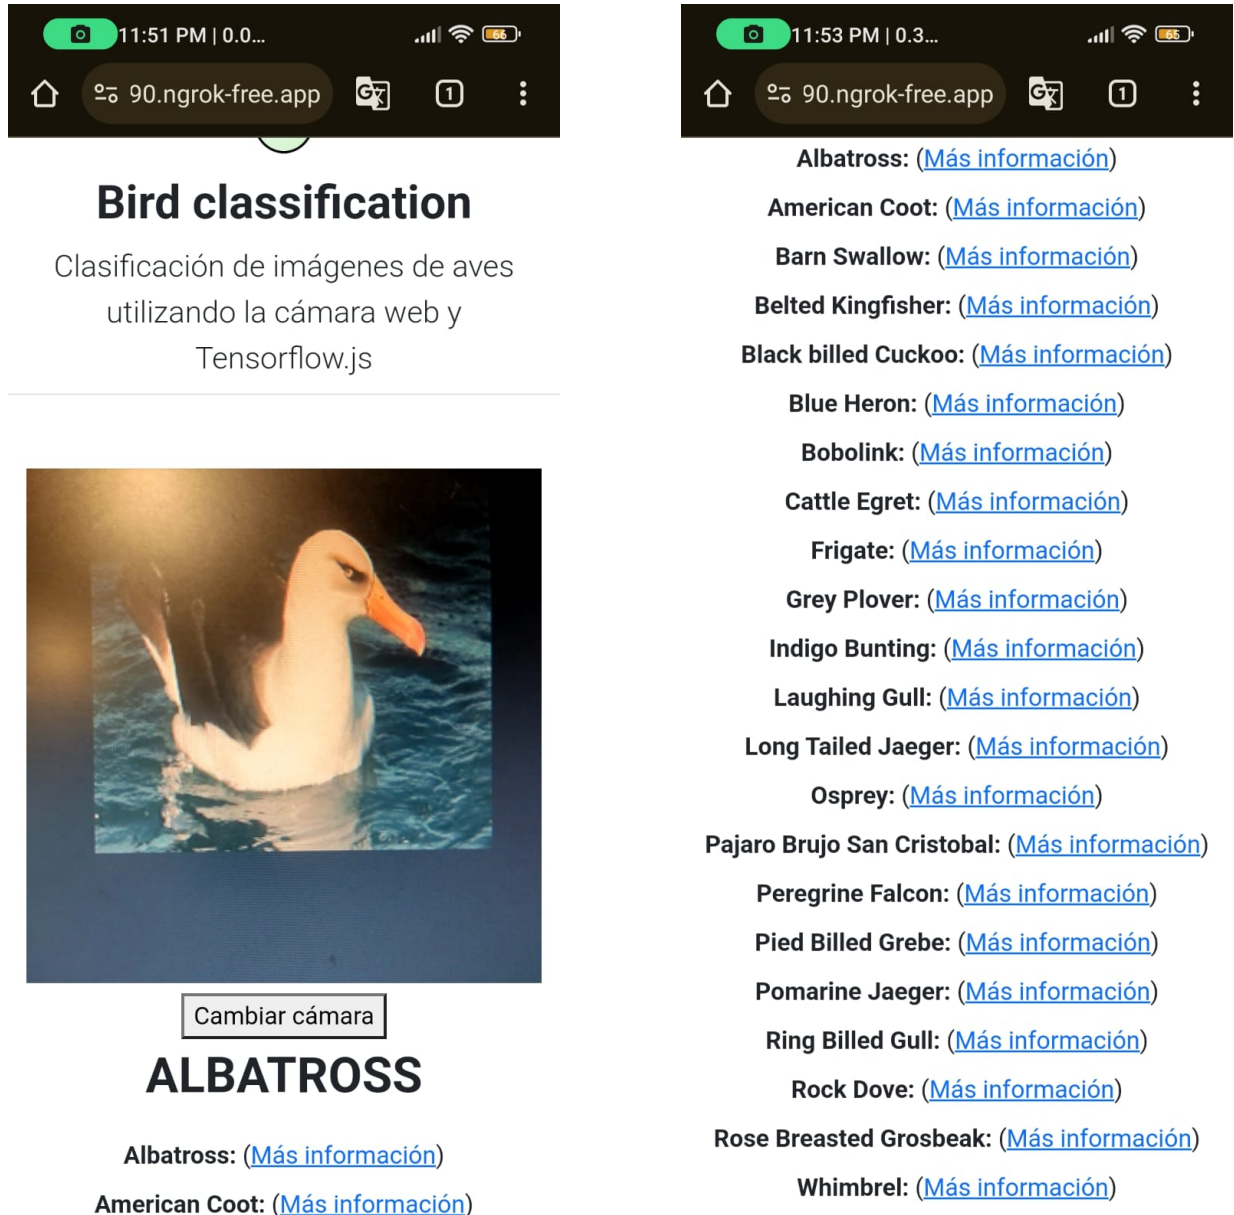 11:51 PM | 0.0...
66
90.ngrok-free.app
1
Bird classification
Clasificación de imágenes de aves
utilizando la cámara web y
Tensorflow.js
Cambiar cámara
ALBATROSS
Albatross: (Más información)
American Coot: (Más información)
11:53 PM | 0.3...
65
90.ngrok-free.app
1
Albatross: (Más información)
American Coot: (Más información)
Barn Swallow: (Más información)
Belted Kingfisher: (Más información)
Black billed Cuckoo: (Más información)
Blue Heron: (Más información)
Bobolink: (Más información)
Cattle Egret: (Más información)
Frigate: (Más información)
Grey Plover: (Más información)
Indigo Bunting: (Más información)
Laughing Gull: (Más información)
Long Tailed Jaeger: (Más información)
Osprey: (Más información)
Pajaro Brujo San Cristobal: (Más información)
Peregrine Falcon: (Más información)
Pied Billed Grebe: (Más información)
Pomarine Jaeger: (Más información)
Ring Billed Gull: (Más información)
Rock Dove: (Más información)
Rose Breasted Grosbeak: (Más información)
Whimbrel: (Más información)